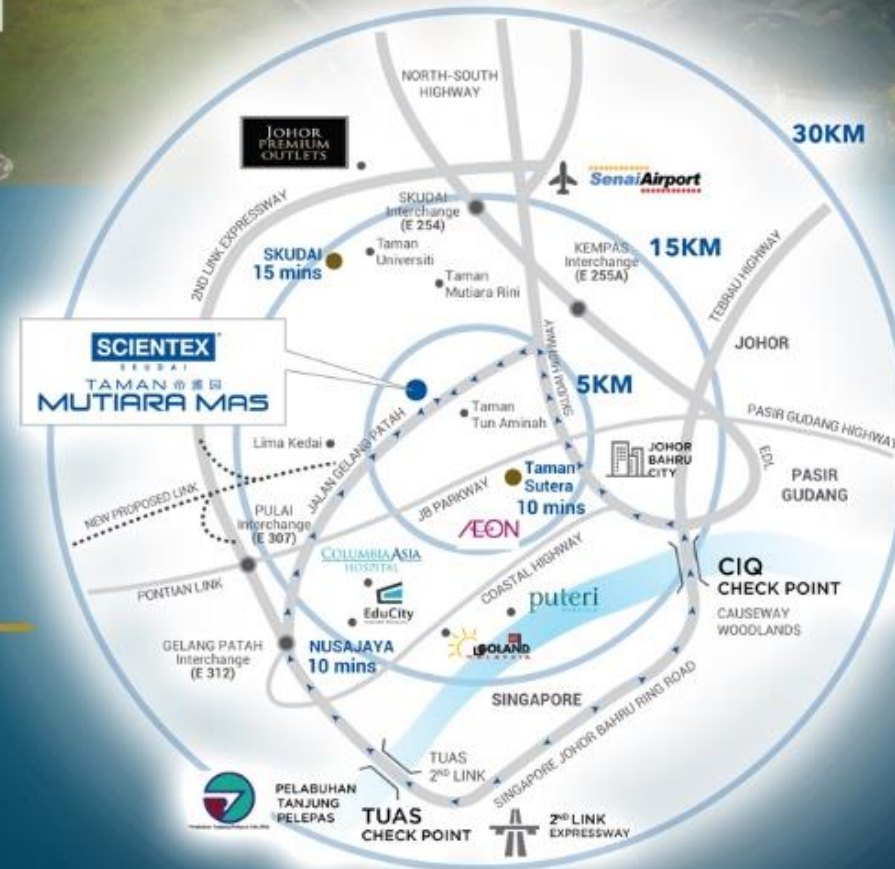 NORTH-SOUTH
HIGHWAY
30KM
JOHOR
PREMIUM
OUTLETS
SenaiAirport
2ND LINK EXPRESSWAY
SKUDAI
Interchange
(E 254)
15KM
SKUDAI
15 mins
Taman
Universiti
KEMPAS
Interchange
(E 255A)
TEBRAU HIGHWAY
Taman
Mutiara Rini
SCIENTEX
SKUDAI
TAMAN 帝雅园
MUTIARA MAS
SKUDAI HIGHWAY
JOHOR
5KM
JALAN GELANG PATAH
Taman
Tun Aminah
PASIR GUDANG HIGHWAY
Lima Kedai
JOHOR
BAHRU
CITY
EDL
PASIR
GUDANG
Taman
Sutera
10 mins
NEW PROPOSED LINK
JB PARKWAY
PULAI
Interchange
(E 307)
AEON
COLUMBIA ASIA
HOSPITAL
COASTAL HIGHWAY
CIQ
CHECK POINT
PONTIAN LINK
EduCity
puteri
CAUSEWAY
WOODLANDS
GELANG PATAH
Interchange
(E 312)
NUSAJAYA
10 mins
SINGAPORE
SINGAPORE JOHOR BAHRU RING ROAD
TUAS
2ND LINK
PELABUHAN
TANJUNG
PELEPAS
TUAS
CHECK POINT
2ND LINK
EXPRESSWAY